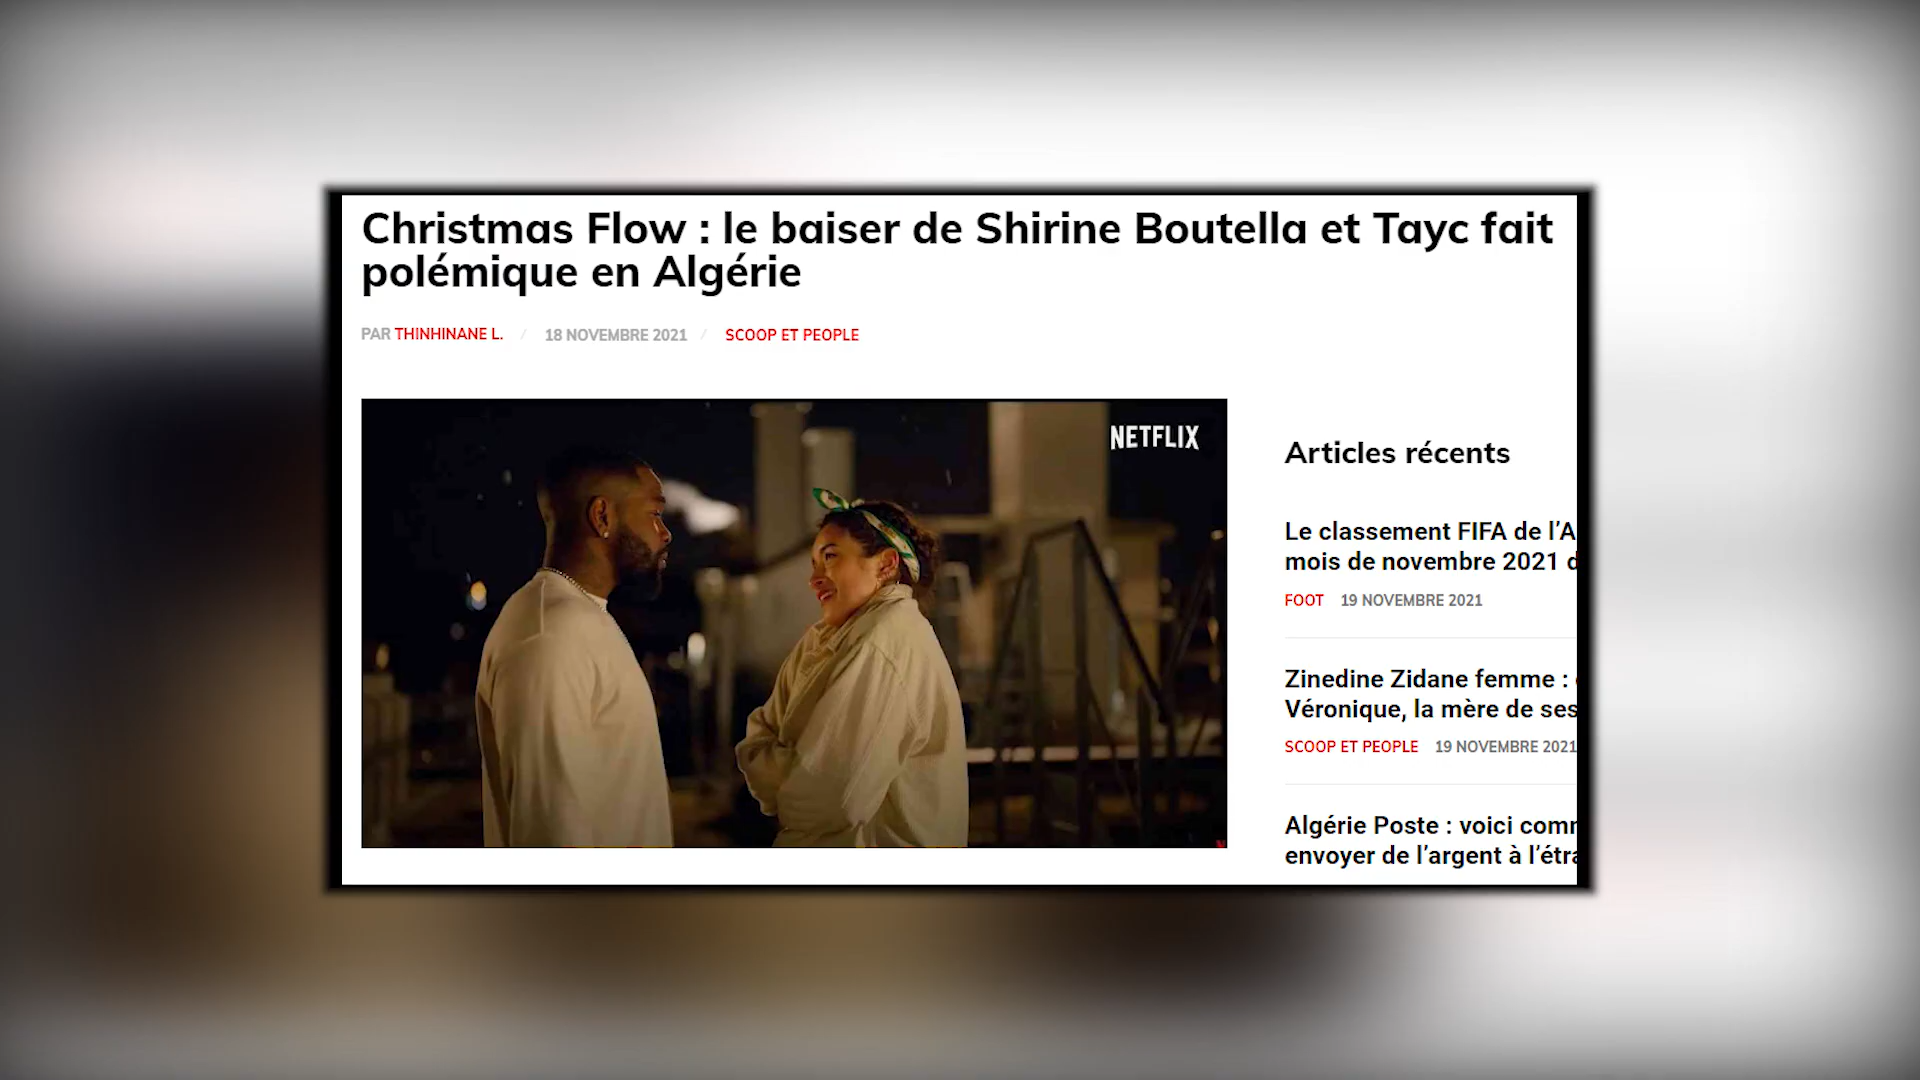 Christmas Flow : le baiser de Shirine Boutella et Tayc fait
polémique en Algérie
PAR THINHINANE L. / 18 NOVEMBRE 2021 / SCOOP ET PEOPLE
NETFLIX
Articles récents
Le classement FIFA de l'A
mois de novembre 2021 d
FOOT 19 NOVEMBRE 2021
Zinedine Zidane femme :
Véronique, la mère de ses
SCOOP ET PEOPLE 19 NOVEMBRE 2021
Algérie Poste : voici comm
envoyer de l'argent à l'étra